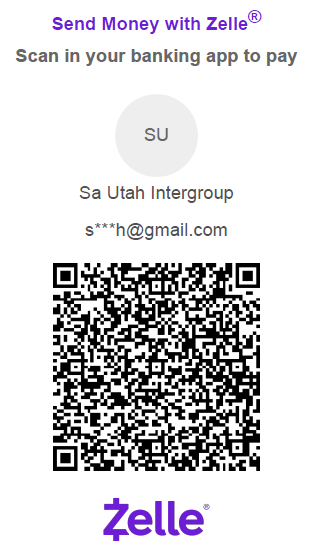 Send Money with Zelle®
Scan in your banking app to pay
SU
Sa Utah Intergroup
s***h@gmail.com
Zelle®